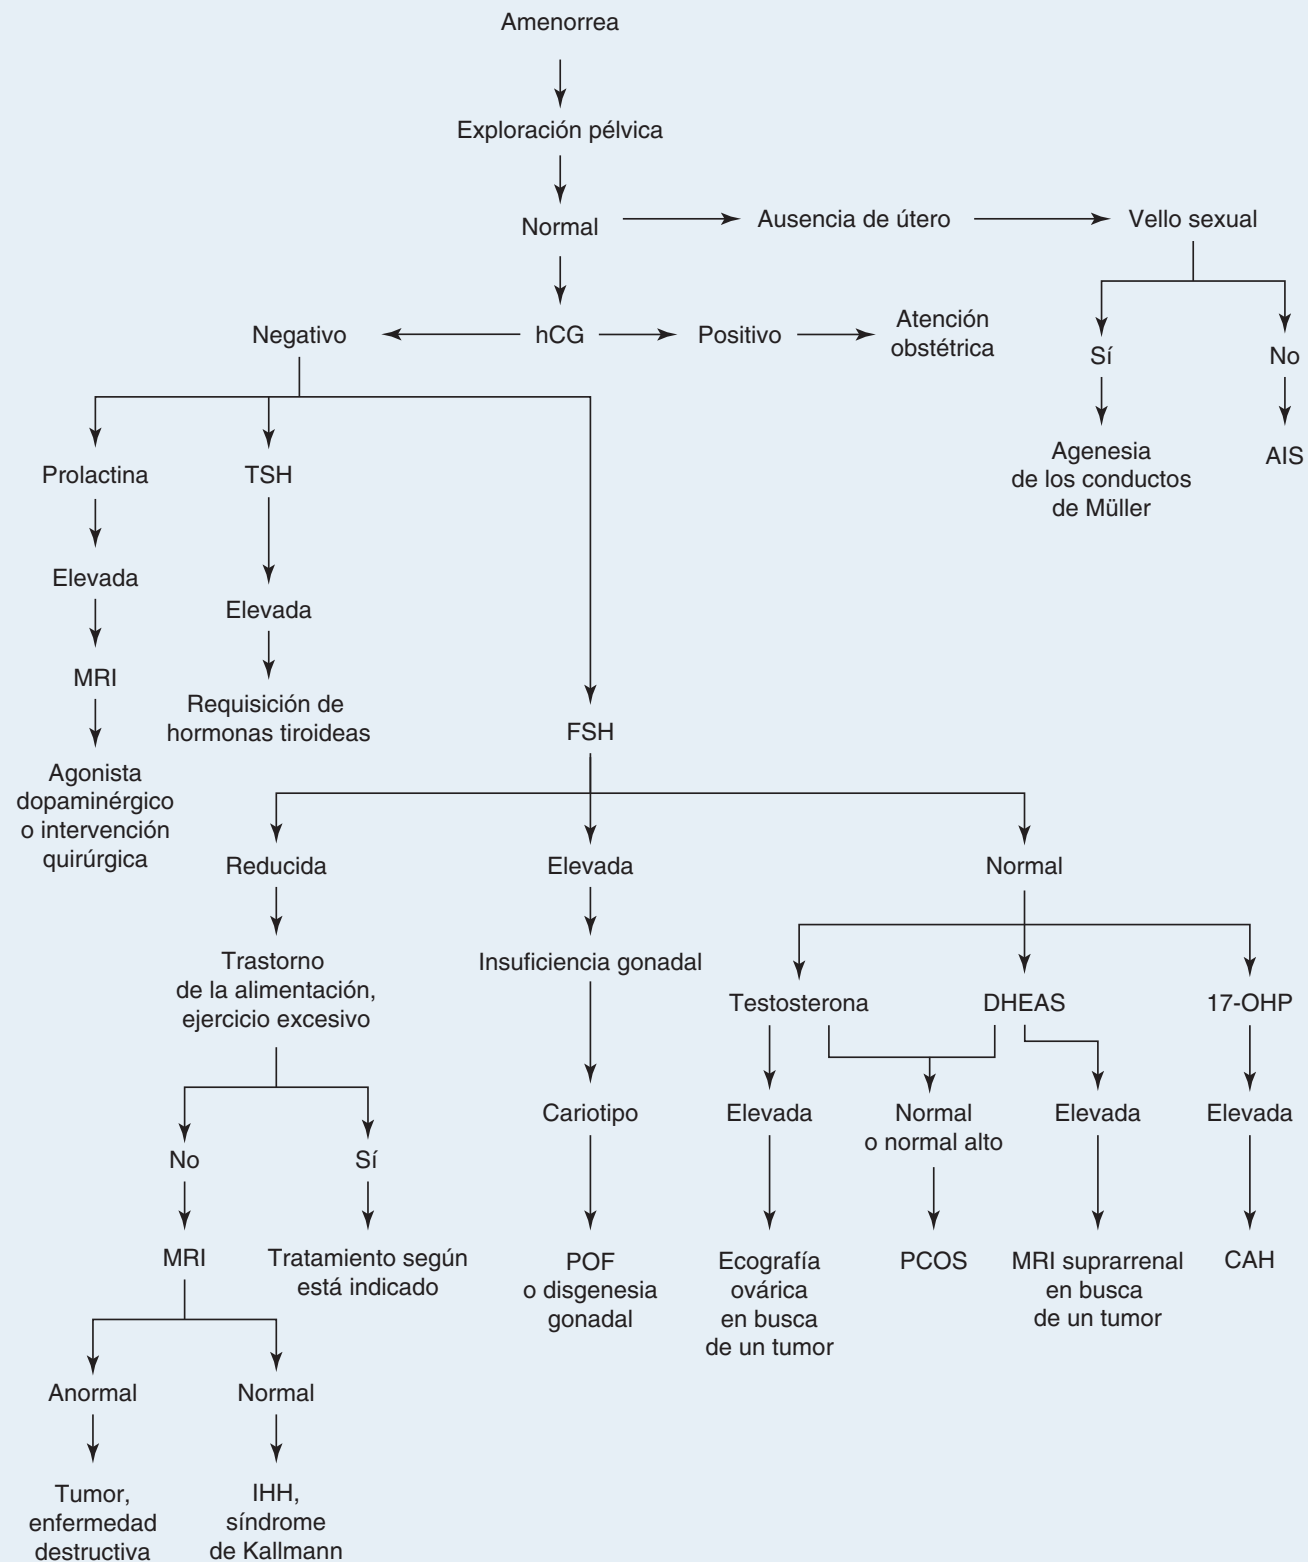 Amenorrea
Exploración pélvica
Normal
Ausencia de útero
Vello sexual
Negativo
hCG
Positivo
Atención
obstétrica
Sí
No
Agenesia
de los conductos
de Müller
AIS
Prolactina
TSH
Elevada
Elevada
MRI
Requisición de
hormonas tiroideas
FSH
Agonista
dopaminérgico
o intervención
quirúrgica
Reducida
Elevada
Normal
Trastorno
de la alimentación,
ejercicio excesivo
Insuficiencia gonadal
Testosterona
DHEAS
17-OHP
Cariotipo
Elevada
Normal
o normal alto
Elevada
Elevada
No
Sí
MRI
Tratamiento según
está indicado
POF
o disgenesia
gonadal
Ecografía
ovárica
en busca
de un tumor
PCOS
MRI suprarrenal
en busca
de un tumor
CAH
Anormal
Normal
Tumor,
enfermedad
destructiva
IHH,
síndrome
de Kallmann